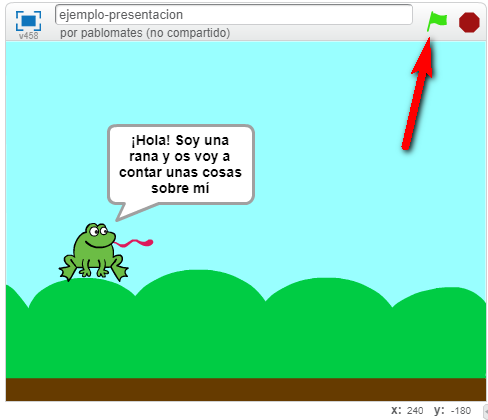 ejemplo-presentacion
v458
por pablomates (no compartido)
¡Hola! Soy una
rana y os voy a
contar unas cosas
sobre mí
x: 240 y: -180